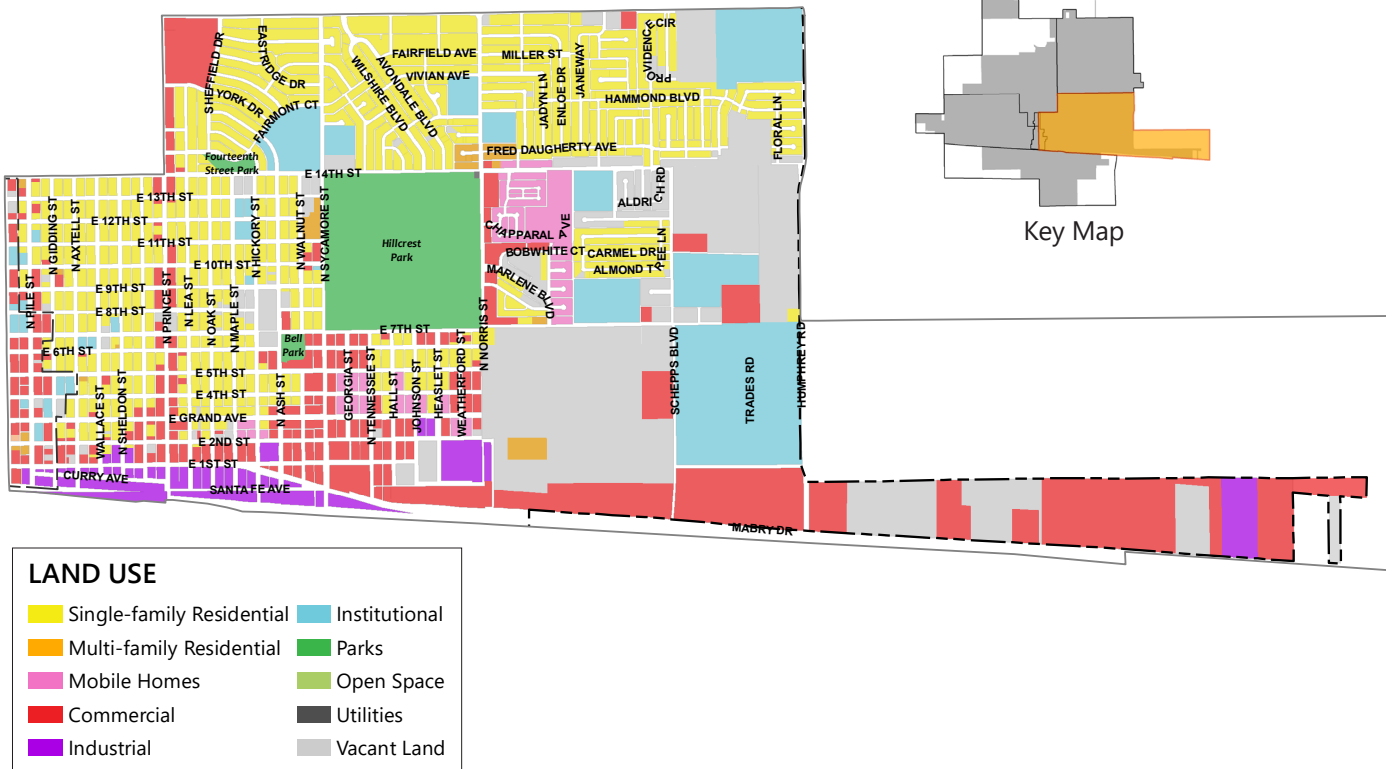 SHEFFIELD DR
EASTRIDGE DR
FAIRFIELD AVE
AVONDALE BLVD
WILSHIRE BLVD
VIVIAN AVE
MILLER ST
JANEWAY
PROVIDENCE CIR
JADYN LN
ENLOE DR
HAMMOND BLVD
FLORAL LN
YORK DR
FAIRMONT CT
FRED DAUGHERTY AVE
Fourteenth
Street Park
E 14TH ST
E 13TH ST
E 12TH ST
E 11TH ST
E 10TH ST
E 9TH ST
E 8TH ST
N GIDDING ST
N AXTELL ST
N HICKORY ST
N WALNUT ST
N SYCAMORE ST
N PILE ST
N PRINCE ST
N LEA ST
N OAK ST
N MAPLE ST
Hillcrest
Park
ALDRICH RD
CHAPPARAL AVE
BOBWHITE CT
CARMEL DR
ALMOND T
PEE LN
MARLENE BLVD
N NORRIS ST
E 7TH ST
Bell
Park
E 6TH ST
E 5TH ST
E 4TH ST
E GRAND AVE
E 2ND ST
E 1ST ST
WALLACE ST
N SHELDON ST
N ASH ST
GEORGIA ST
N TENNESSEE ST
HALL ST
JOHNSON ST
HEASLET ST
WEATHERFORD ST
SCHEPPS BLVD
TRADES RD
HUMPHREY RD
CURRY AVE
SANTA FE AVE
MABRY DR
Key Map
LAND USE
Single-family Residential
Multi-family Residential
Mobile Homes
Commercial
Industrial
Institutional
Parks
Open Space
Utilities
Vacant Land